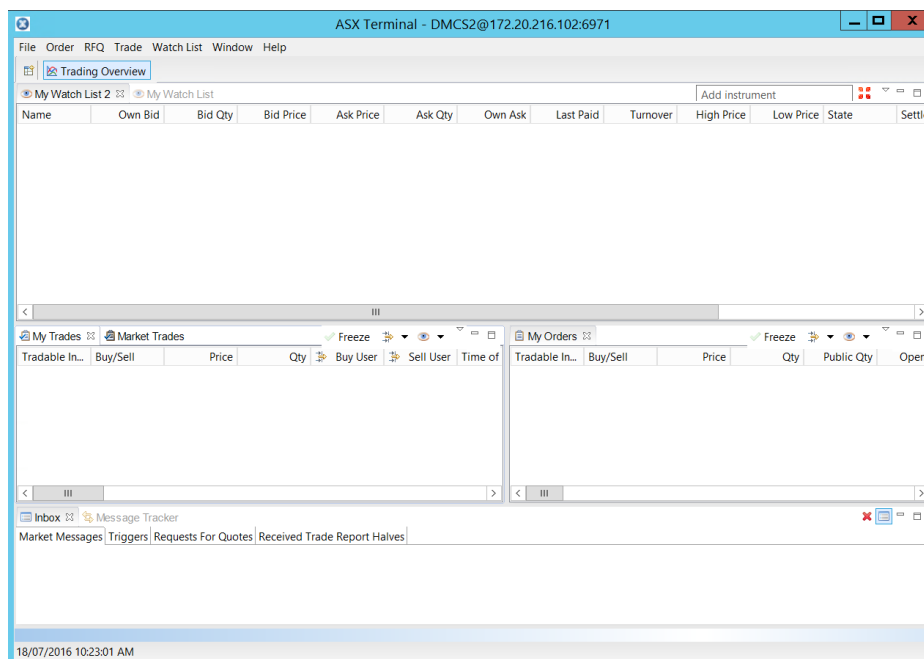 ASX Terminal - DMCS2@172.20.216.102:6971
File Order RFQ Trade Watch List Window Help
Trading Overview
My Watch List 2 My Watch List Add instrument
Name Own Bid Bid Qty Bid Price Ask Price Ask Qty Own Ask Last Paid Turnover High Price Low Price State Settl
My Trades Market Trades Freeze My Orders Freeze
Tradable In... Buy/Sell Price Qty Buy User Sell User Time of Tradable In... Buy/Sell Price Qty Public Qty Oper
Inbox Message Tracker
Market Messages Triggers Requests For Quotes Received Trade Report Halves
18/07/2016 10:23:01 AM